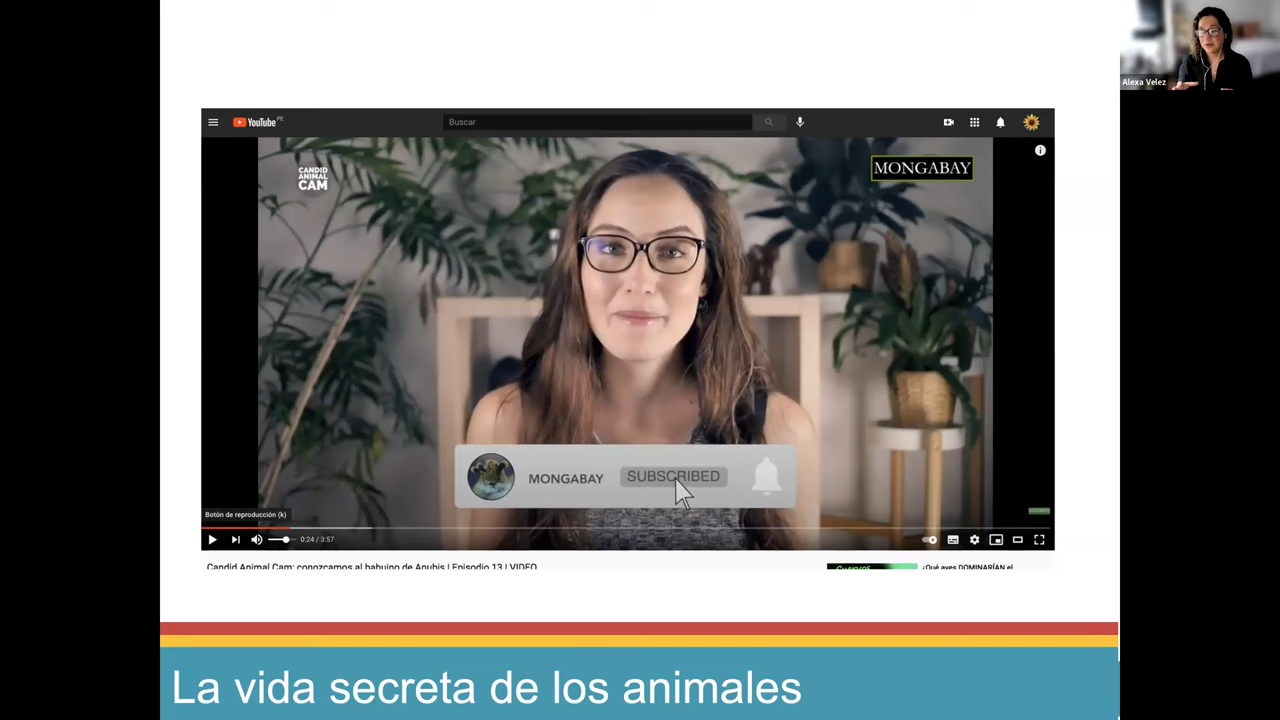 Alexa Velez
YouTube PE
Buscar
CANDID
ANIMAL
CAM
MONGABAY
MONGABAY SUBSCRIBED
Botón de reproducción (k)
0:24 / 3:57
Candid Animal Cam: conozcamos al babuino de Anubis | Episodio 13 | VIDEO
¿Qué aves DOMINARÍAN el
La vida secreta de los animales